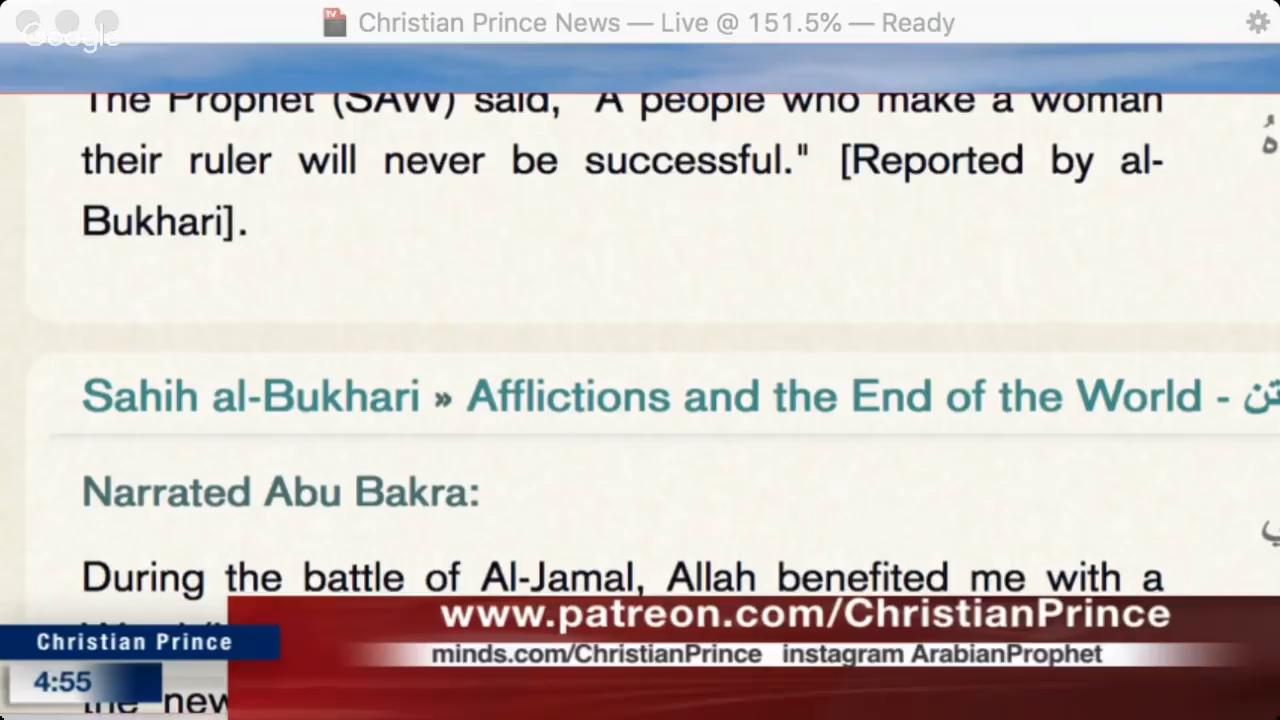 Christian Prince News — Live @ 151.5% — Ready
Google
The Prophet (SAW) said, "A people who make a woman
their ruler will never be successful." [Reported by al-
Bukhari].
Sahih al-Bukhari » Afflictions and the End of the World -
Narrated Abu Bakra:
During the battle of Al-Jamal, Allah benefited me with a
www.patreon.com/ChristianPrince
Christian Prince
minds.com/ChristianPrince instagram ArabianProphet
4:55
the new